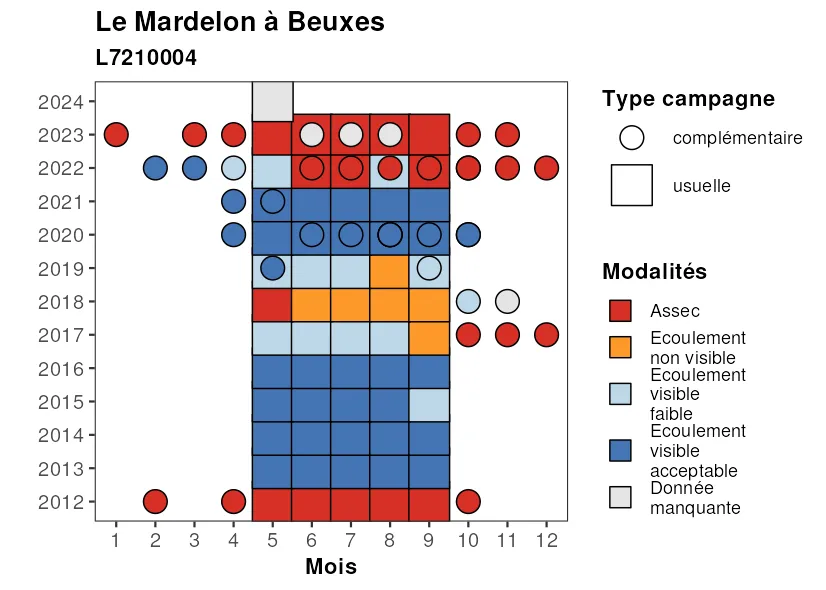 Le Mardelon à Beuxes
L7210004
2024
2023
2022
2021
2020
2019
2018
2017
2016
2015
2014
2013
2012
1 2 3 4 5 6 7 8 9 10 11 12
Mois
Type campagne
complémentaire
usuelle
Modalités
Assec
Ecoulement
non visible
Ecoulement
visible
faible
Ecoulement
visible
acceptable
Donnée
manquante